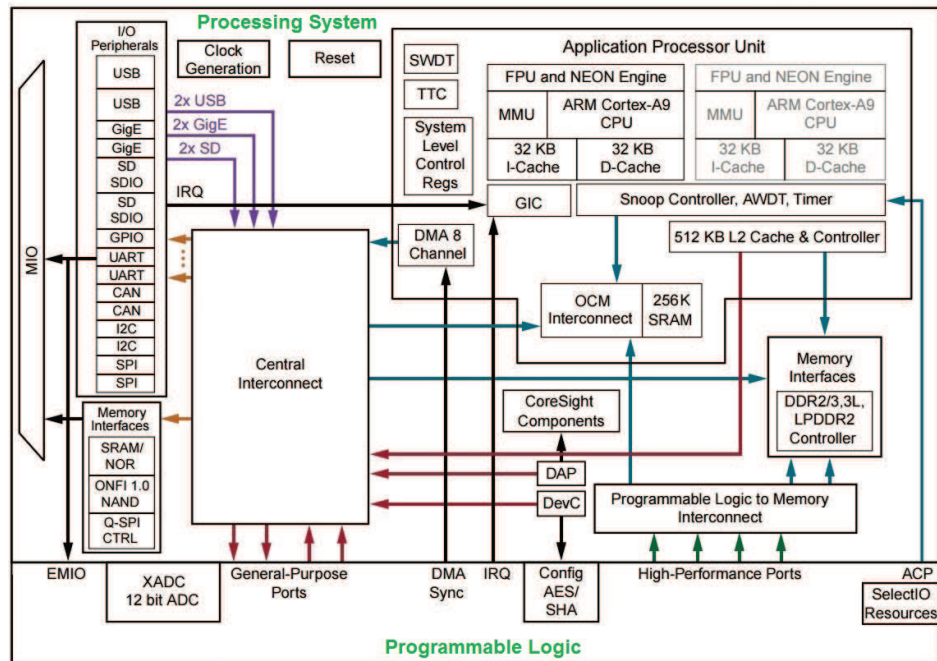 Processing System
I/O
Peripherals
USB
USB
GigE
GigE
SD
SDIO
SD
SDIO
GPIO
UART
UART
CAN
CAN
I2C
I2C
SPI
SPI
MIO
Memory
Interfaces
SRAM/
NOR
ONFI 1.0
NAND
Q-SPI
CTRL
Clock
Generation
Reset
2x USB
2x GigE
2x SD
IRQ
Central
Interconnect
Application Processor Unit
SWDT
TTC
System
Level
Control
Regs
FPU and NEON Engine
MMU
ARM Cortex-A9
CPU
32 KB
I-Cache
32 KB
D-Cache
FPU and NEON Engine
MMU
ARM Cortex-A9
CPU
32 KB
I-Cache
32 KB
D-Cache
GIC
Snoop Controller, AWDT, Timer
DMA 8
Channel
512 KB L2 Cache & Controller
OCM
Interconnect
256K
SRAM
Memory
Interfaces
DDR2/3,3L,
LPDDR2
Controller
CoreSight
Components
DAP
DevC
Programmable Logic to Memory
Interconnect
EMIO
XADC
12 bit ADC
General-Purpose
Ports
DMA
Sync
IRQ
Config
AES/
SHA
High-Performance Ports
ACP
SelectIO
Resources
Programmable Logic